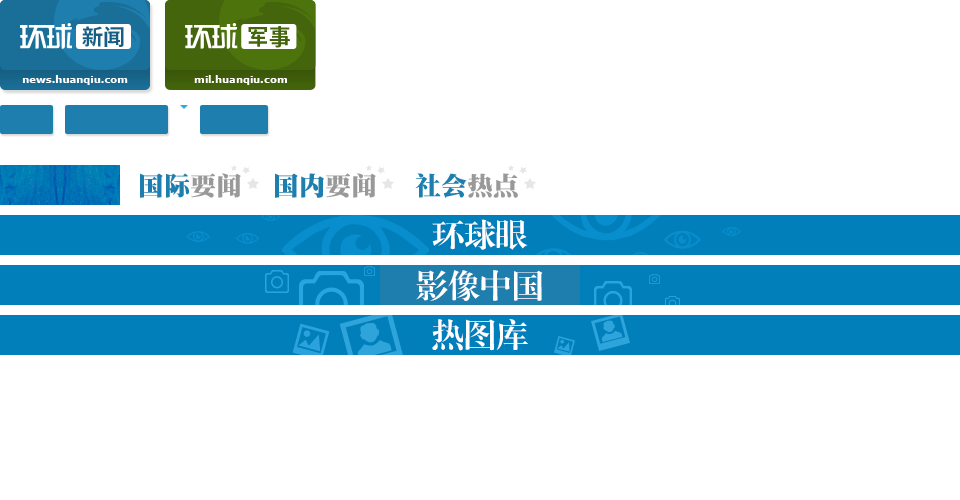 环球 新闻
news.huanqiu.com
环球 军事
mil.huanqiu.com
国际要闻 国内要闻 社会热点
环球眼
影像中国
热图库